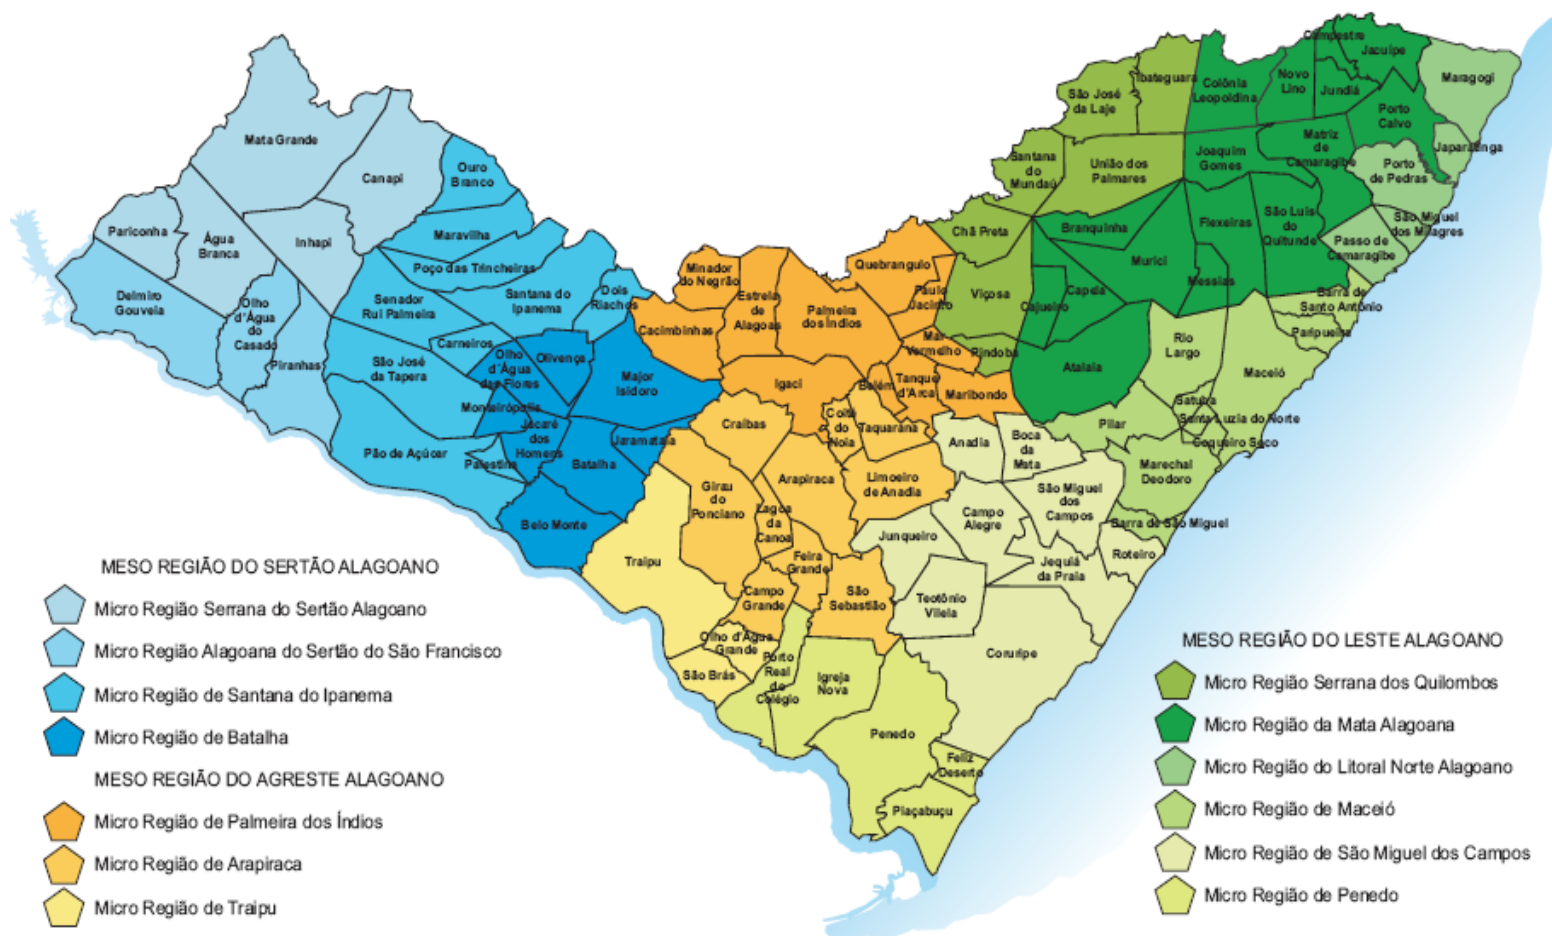 Campestre
Jacuípe
Maragogi
Ibateguara
Colônia
Leopoldina
Novo
Lino
Jundiá
São José
da Laje
Porto
Calvo
Mata Grande
Matriz
de
Camaragibe
Japaratinga
Joaquim
Gomes
Santana
do
Mundaú
União dos
Palmares
Porto
de Pedras
Canapi
Ouro
Branco
Pariconha
Água
Branca
Inhapi
Maravilha
Chã Preta
Branquinha
Flexeiras
São Luis
do
Quitunde
São Miguel
dos Milagres
Passo de
Camaragibe
Poço das Trincheiras
Minador
do Negrão
Quebrangulo
Murici
Delmiro
Gouveia
Olho
d'Água
do
Casado
Senador
Rui Palmeira
Santana do
Ipanema
Dois
Riachos
Estrela
de
Alagoas
Palmeira
dos Índios
Paulo
Jacinto
Viçosa
Cajueiro
Capela
Messias
Barra de
Santo Antônio
Cacimbinhas
Paripueira
Piranhas
São José
da Tapera
Carneiros
Olho
d'Água
das Flores
Olivença
Major
Isidoro
Mar
Vermelho
Pindoba
Atalaia
Rio
Largo
Maceió
Igaci
Belém
Tanque
d'Arca
Maribondo
Satuba
Santa Luzia do Norte
Coqueiro Seco
Monteirópolis
Jacaré
dos
Homens
Craíbas
Coité
do
Noia
Taquarana
Anadia
Boca
da
Mata
Pilar
Pão de Açúcar
Palestina
Batalha
Jaramataia
Marechal
Deodoro
Girau
do
Ponciano
Arapiraca
Limoeiro
de Anadia
São Miguel
dos
Campos
Belo Monte
Lagoa
da
Canoa
Campo
Alegre
Barra de São Miguel
Junqueiro
Roteiro
Traipu
Feira
Grande
Jequiá
da Praia
Campo
Grande
São
Sebastião
Teotônio
Vilela
Olho d'Água
Grande
Porto
Real
de
Colégio
São Brás
Igreja
Nova
Coruripe
Penedo
Feliz
Deserto
Piaçabuçu
MESO REGIÃO DO SERTÃO ALAGOANO
Micro Região Serrana do Sertão Alagoano
Micro Região Alagoana do Sertão do São Francisco
Micro Região de Santana do Ipanema
Micro Região de Batalha
MESO REGIÃO DO AGRESTE ALAGOANO
Micro Região de Palmeira dos Índios
Micro Região de Arapiraca
Micro Região de Traipu
MESO REGIÃO DO LESTE ALAGOANO
Micro Região Serrana dos Quilombos
Micro Região da Mata Alagoana
Micro Região do Litoral Norte Alagoano
Micro Região de Maceió
Micro Região de São Miguel dos Campos
Micro Região de Penedo